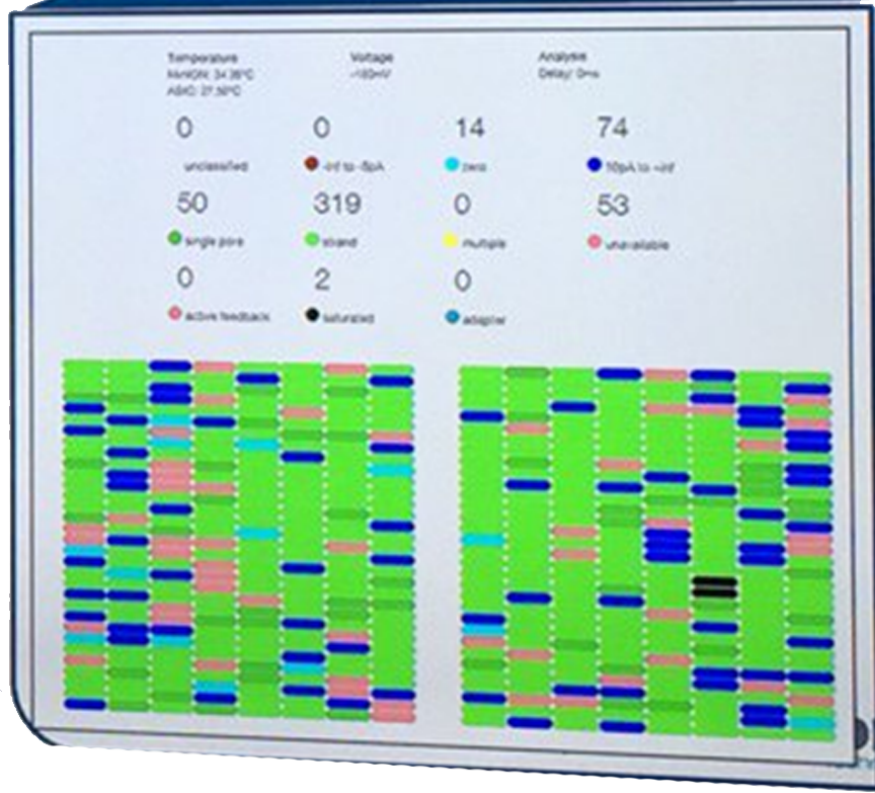 Temperature Voltage Analysis
MinION: 34 °C -180mV Delay: 0ms
ASIC: 27
0 0 14 74
unclassified -inf to -5pA zero 10pA to +inf
50 319 0 53
single pore strand multiple unavailable
0 2 0
active feedback saturated adapter